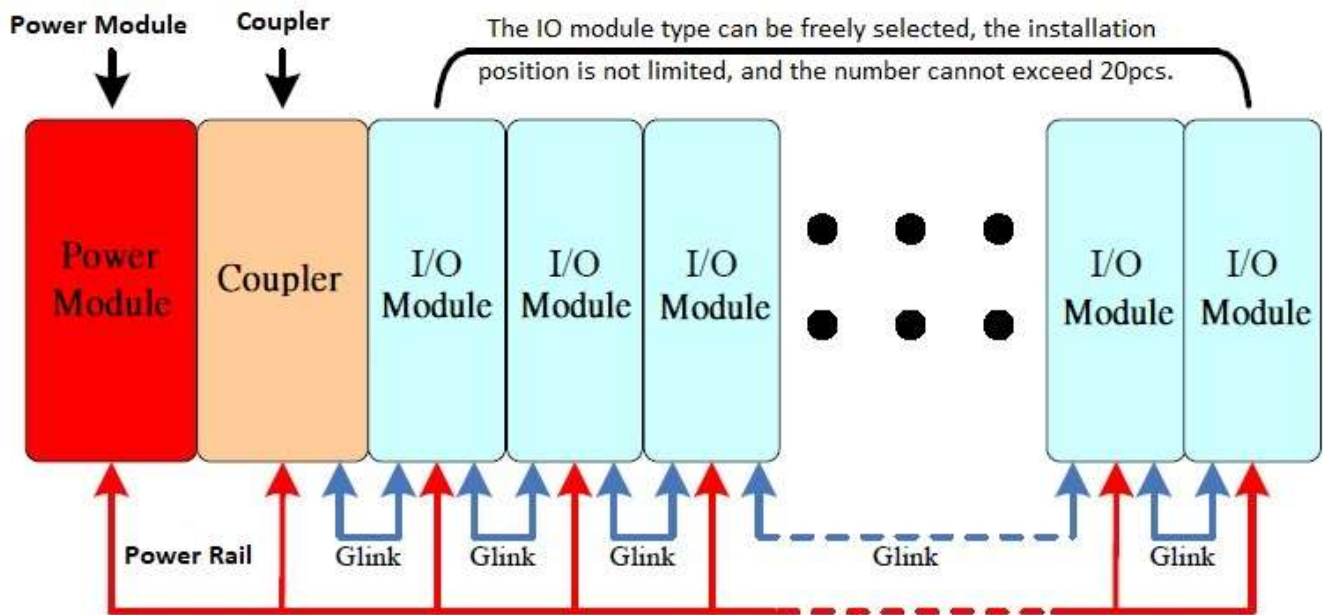 Power Module
Coupler
The IO module type can be freely selected, the installation
position is not limited, and the number cannot exceed 20pcs.
Power
Module
Coupler
I/O
Module
I/O
Module
I/O
Module
I/O
Module
I/O
Module
Power Rail
Glink
Glink
Glink
Glink
Glink